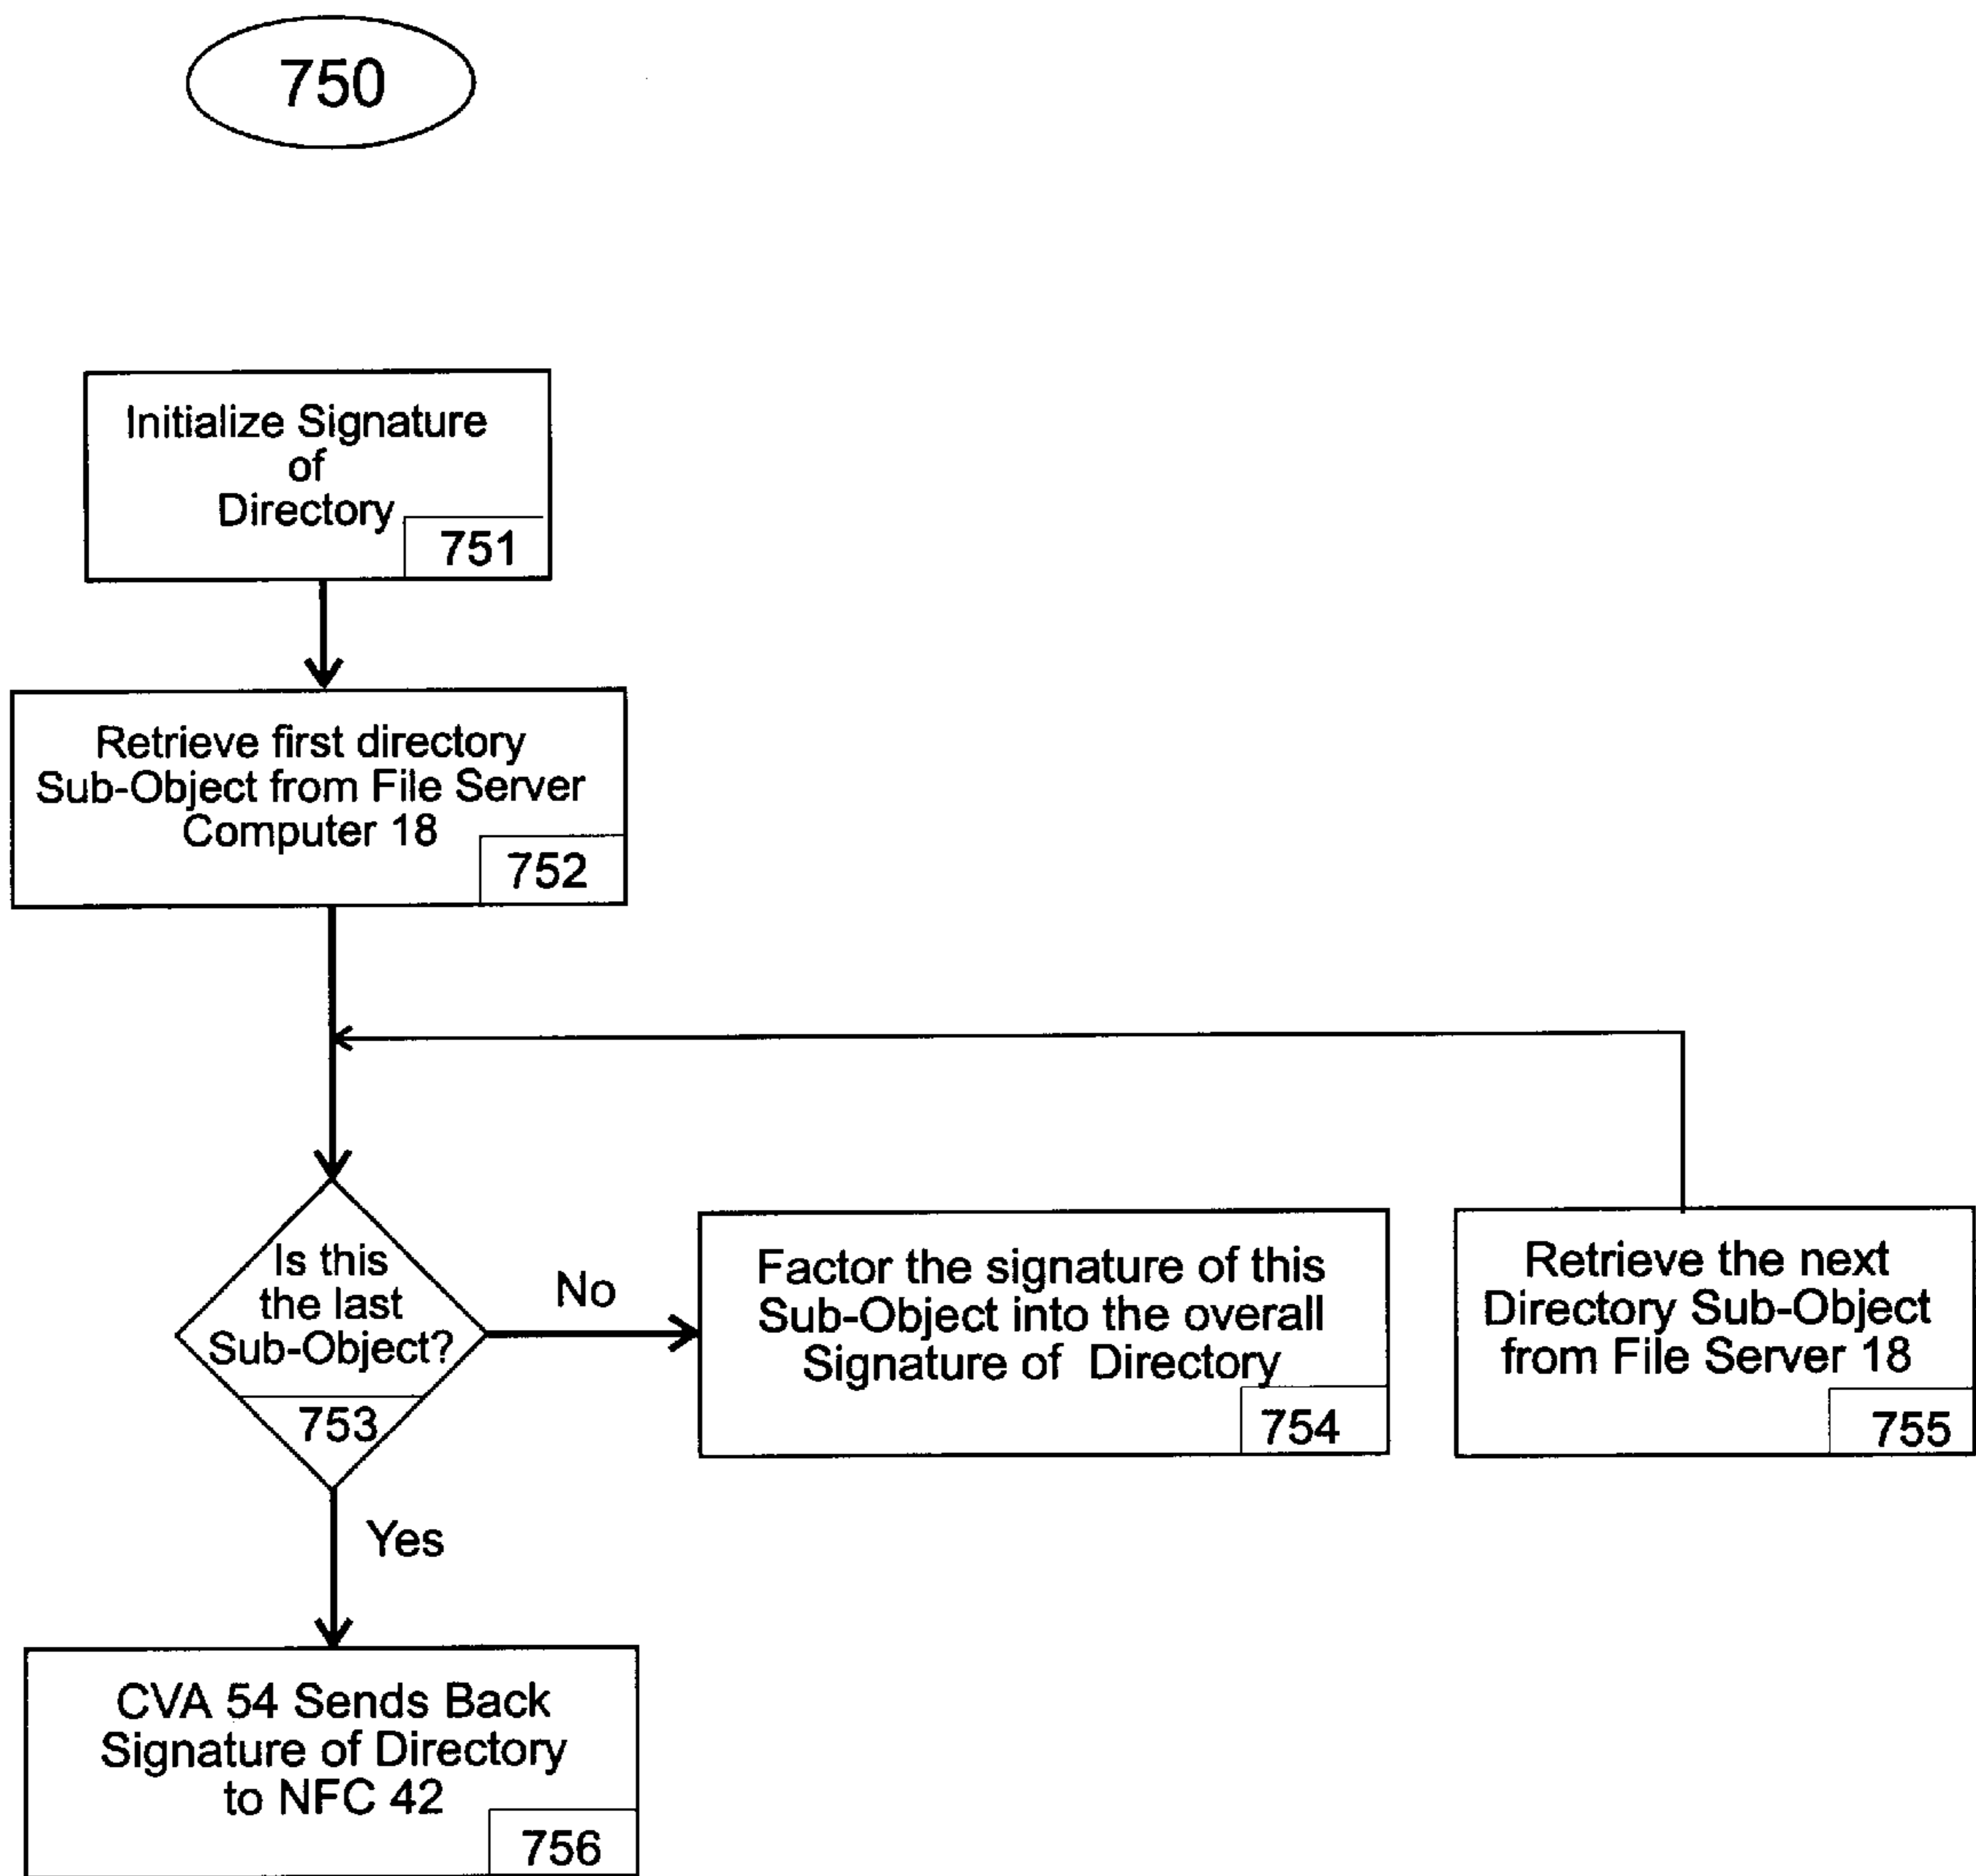 750
Initialize Signature
of
Directory
751
Retrieve first directory
Sub-Object from File Server
Computer 18
752
Is this
the last
Sub-Object?
753
No
Factor the signature of this
Sub-Object into the overall
Signature of Directory
754
Retrieve the next
Directory Sub-Object
from File Server 18
755
Yes
CVA 54 Sends Back
Signature of Directory
to NFC 42
756